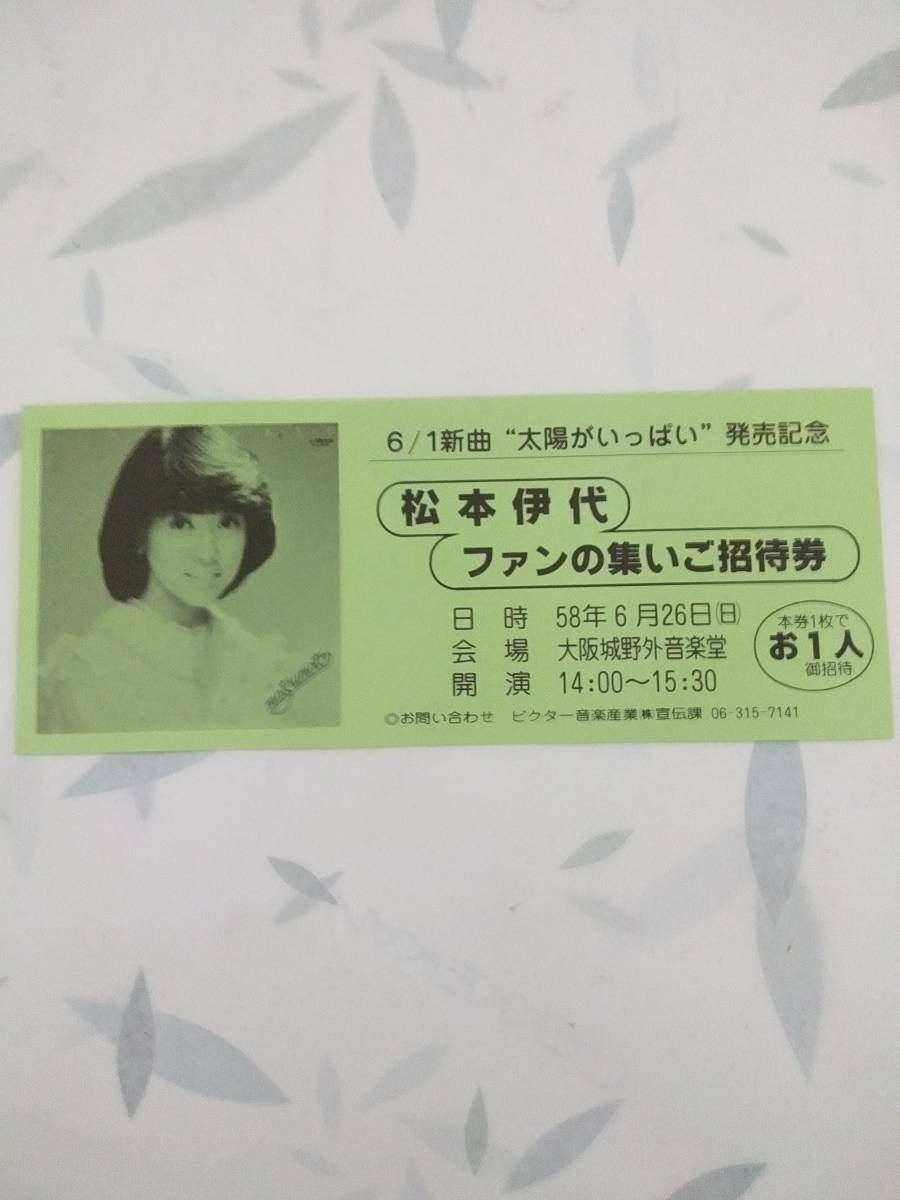 6/1新曲 “太陽がいっぱい” 発売記念
松本伊代
ファンの集いご招待券
日 時 58年6月26日(日)
会 場 大阪城野外音楽堂
開 演 14:00〜15:30
本券1枚で
お1人
御招待
◎お問い合わせ ビクター音楽産業㈱宣伝課 06-315-7141